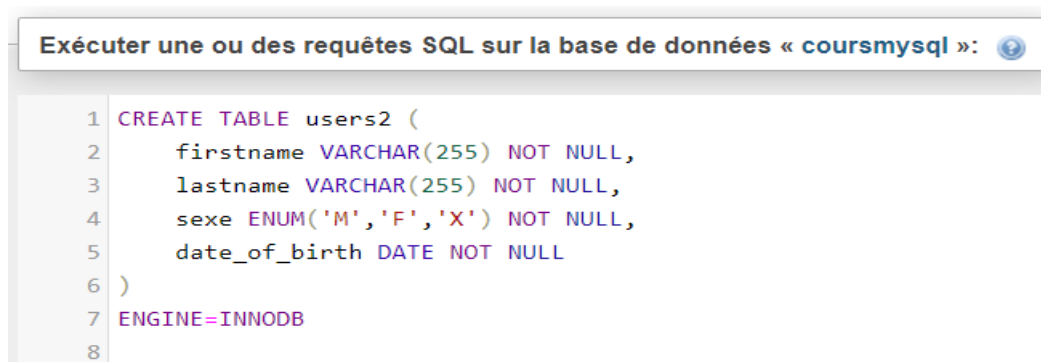 Exécuter une ou des requêtes SQL sur la base de données « coursmysql »:
1 CREATE TABLE users2 (
2 firstname VARCHAR(255) NOT NULL,
3 lastname VARCHAR(255) NOT NULL,
4 sexe ENUM('M','F','X') NOT NULL,
5 date_of_birth DATE NOT NULL
6 )
7 ENGINE=INNODB
8